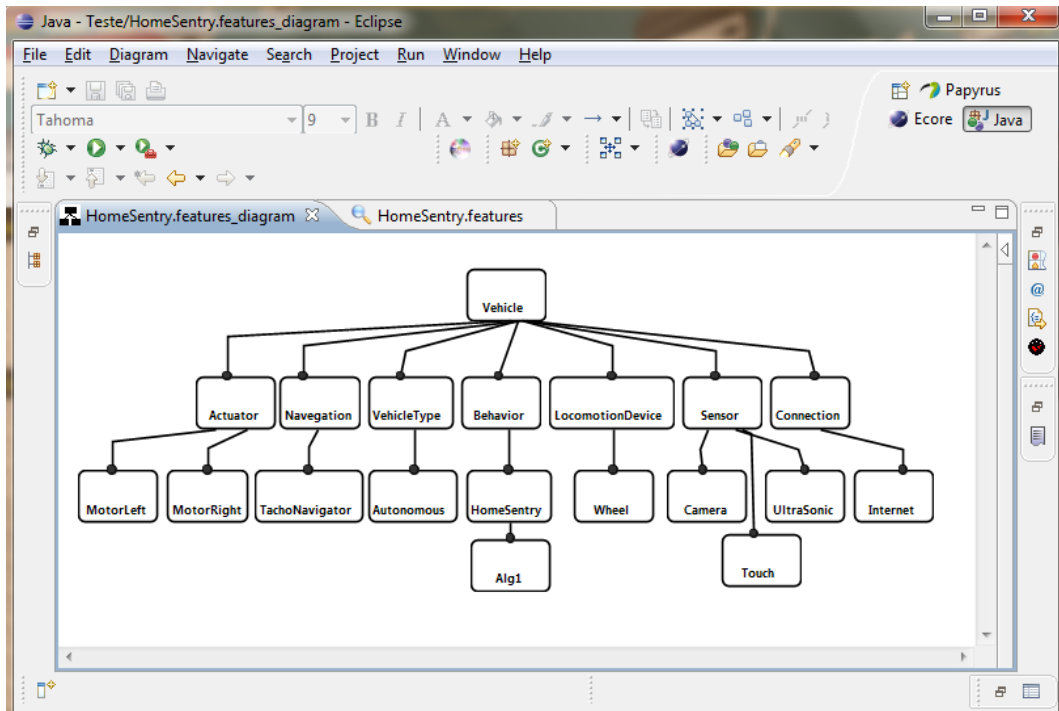 Java - Teste/HomeSentry.features_diagram - Eclipse
File Edit Diagram Navigate Search Project Run Window Help
Papyrus
Tahoma 9 B I A
Ecore Java
HomeSentry.features_diagram HomeSentry.features
Vehicle
Actuator Navegation VehicleType Behavior LocomotionDevice Sensor Connection
MotorLeft MotorRight TachoNavigator Autonomous HomeSentry Wheel Camera UltraSonic Internet
Touch
Alg1